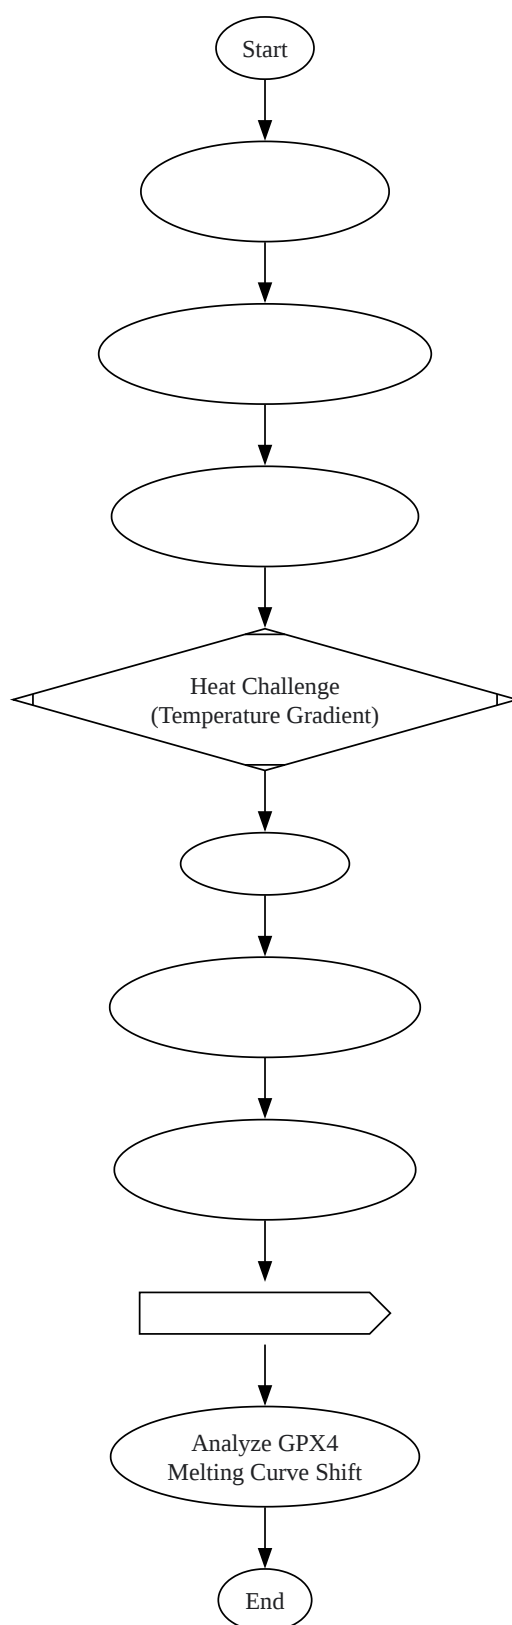 Start
Heat Challenge
(Temperature Gradient)
Analyze GPX4
Melting Curve Shift
End